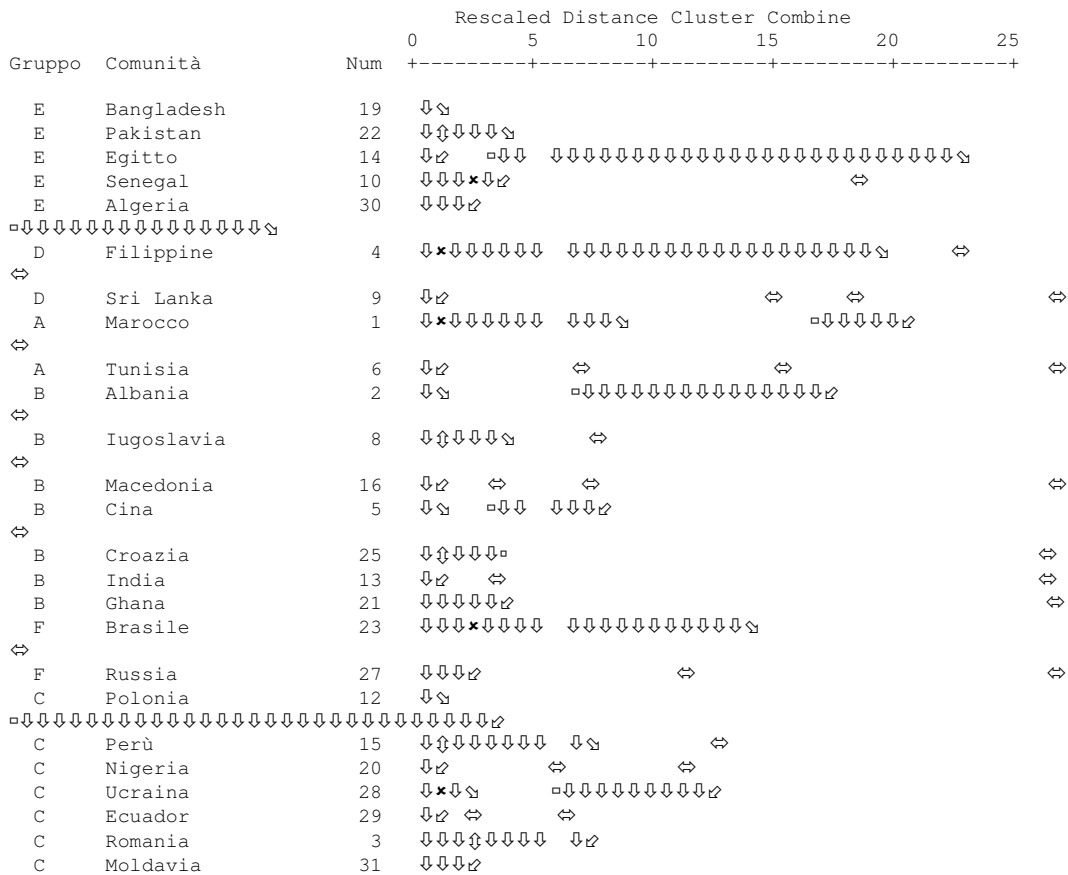 Rescaled Distance Cluster Combine
0 5 10 15 20 25
Gruppo Comunità Num +---------+---------+---------+---------+---------+
E Bangladesh 19 ⇩⬂
E Pakistan 22 ⇩⇕⇩⇩⇩⬂
E Egitto 14 ⇩⬃ ▫⇩⇩ ⇩⇩⇩⇩⇩⇩⇩⇩⇩⇩⇩⇩⇩⇩⇩⇩⇩⇩⇩⇩⇩⇩⇩⇩⬂
E Senegal 10 ⇩⇩⇩✖⇩⬃ ⬄
E Algeria 30 ⇩⇩⇩⬃
▫⇩⇩⇩⇩⇩⇩⇩⇩⇩⇩⇩⇩⇩⇩⇩⬂
D Filippine 4 ⇩✖⇩⇩⇩⇩⇩⇩ ⇩⇩⇩⇩⇩⇩⇩⇩⇩⇩⇩⇩⇩⇩⇩⇩⇩⇩⇩⬂ ⬄
⬄
D Sri Lanka 9 ⇩⬃ ⬄ ⬄ ⬄
A Marocco 1 ⇩✖⇩⇩⇩⇩⇩⇩ ⇩⇩⇩⬂ ▫⇩⇩⇩⇩⇩⬃
⬄
A Tunisia 6 ⇩⬃ ⬄ ⬄ ⬄
B Albania 2 ⇩⬂ ▫⇩⇩⇩⇩⇩⇩⇩⇩⇩⇩⇩⇩⇩⇩⇩⬃
⬄
B Iugoslavia 8 ⇩⇕⇩⇩⇩⬂ ⬄
⬄
B Macedonia 16 ⇩⬃ ⬄ ⬄ ⬄
B Cina 5 ⇩⬂ ▫⇩⇩ ⇩⇩⇩⬃
⬄
B Croazia 25 ⇩⇕⇩⇩⇩▫ ⬄
B India 13 ⇩⬃ ⬄ ⬄
B Ghana 21 ⇩⇩⇩⇩⇩⬃ ⬄
F Brasile 23 ⇩⇩⇩✖⇩⇩⇩⇩ ⇩⇩⇩⇩⇩⇩⇩⇩⇩⇩⇩⬂
⬄
F Russia 27 ⇩⇩⇩⬃ ⬄ ⬄
C Polonia 12 ⇩⬂
▫⇩⇩⇩⇩⇩⇩⇩⇩⇩⇩⇩⇩⇩⇩⇩⇩⇩⇩⇩⇩⇩⇩⇩⇩⇩⇩⇩⇩⇩⬃
C Perù 15 ⇩⇕⇩⇩⇩⇩⇩⇩ ⇩⬂ ⬄
C Nigeria 20 ⇩⬃ ⬄ ⬄
C Ucraina 28 ⇩✖⇩⬂ ▫⇩⇩⇩⇩⇩⇩⇩⇩⇩⬃
C Ecuador 29 ⇩⬃ ⬄ ⬄
C Romania 3 ⇩⇩⇩⇕⇩⇩⇩⇩ ⇩⬃
C Moldavia 31 ⇩⇩⇩⬃